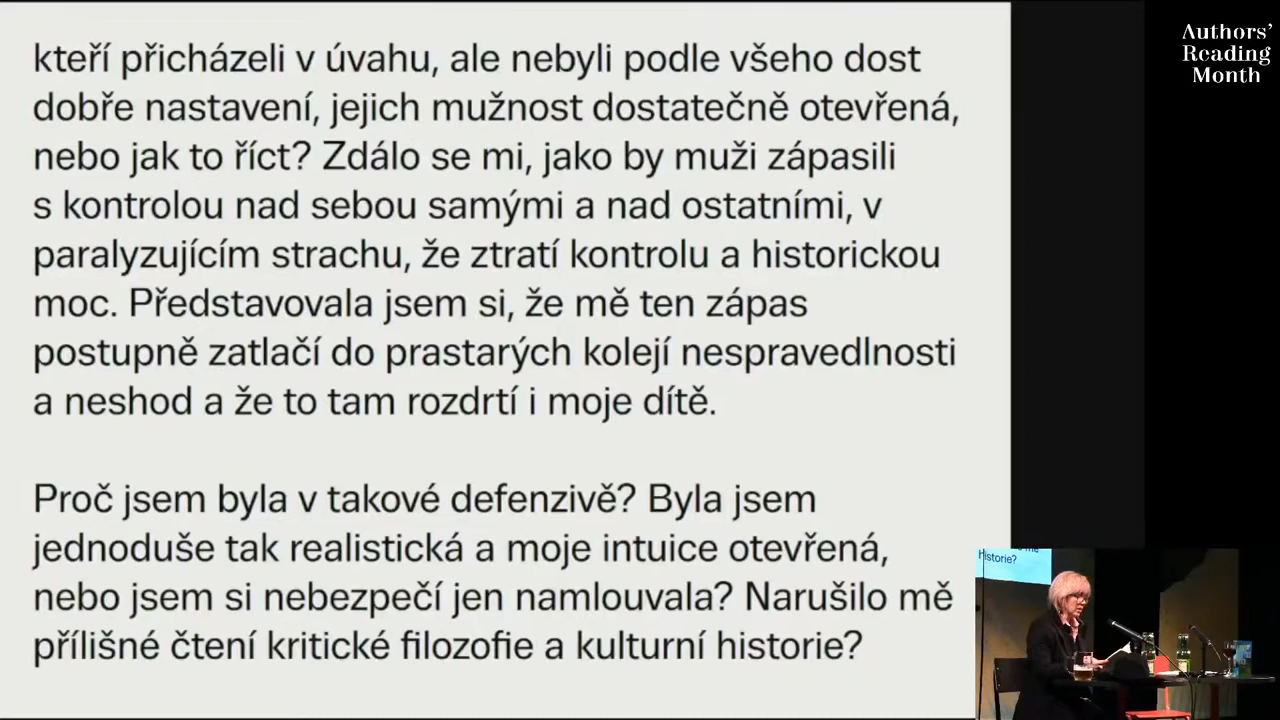 kteří přicházeli v úvahu, ale nebyli podle všeho dost
dobře nastavení, jejich mužnost dostatečně otevřená,
nebo jak to říct? Zdálo se mi, jako by muži zápasili
s kontrolou nad sebou samými a nad ostatními, v
paralyzujícím strachu, že ztratí kontrolu a historickou
moc. Představovala jsem si, že mě ten zápas
postupně zatlačí do prastarých kolejí nespravedlnosti
a neshod a že to tam rozdrtí i moje dítě.
Proč jsem byla v takové defenzivě? Byla jsem
jednoduše tak realistická a moje intuice otevřená,
nebo jsem si nebezpečí jen namlouvala? Narušilo mě
přílišné čtení kritické filozofie a kulturní historie?
Authors'
Reading
Month
Historie?